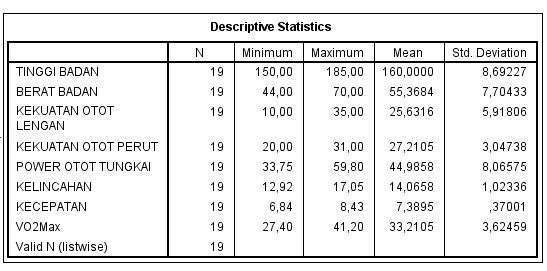 Descriptive Statistics
N Minimum Maximum Mean Std. Deviation
TINGGI BADAN 19 150,00 185,00 160,0000 8,69227
BERAT BADAN 19 44,00 70,00 55,3684 7,70433
KEKUATAN OTOT LENGAN 19 10,00 35,00 25,6316 5,91806
KEKUATAN OTOT PERUT 19 20,00 31,00 27,2105 3,04738
POWER OTOT TUNGKAI 19 33,75 59,80 44,9858 8,06575
KELINCAHAN 19 12,92 17,05 14,0658 1,02336
KECEPATAN 19 6,84 8,43 7,3895 ,37001
VO2Max 19 27,40 41,20 33,2105 3,62459
Valid N (listwise) 19